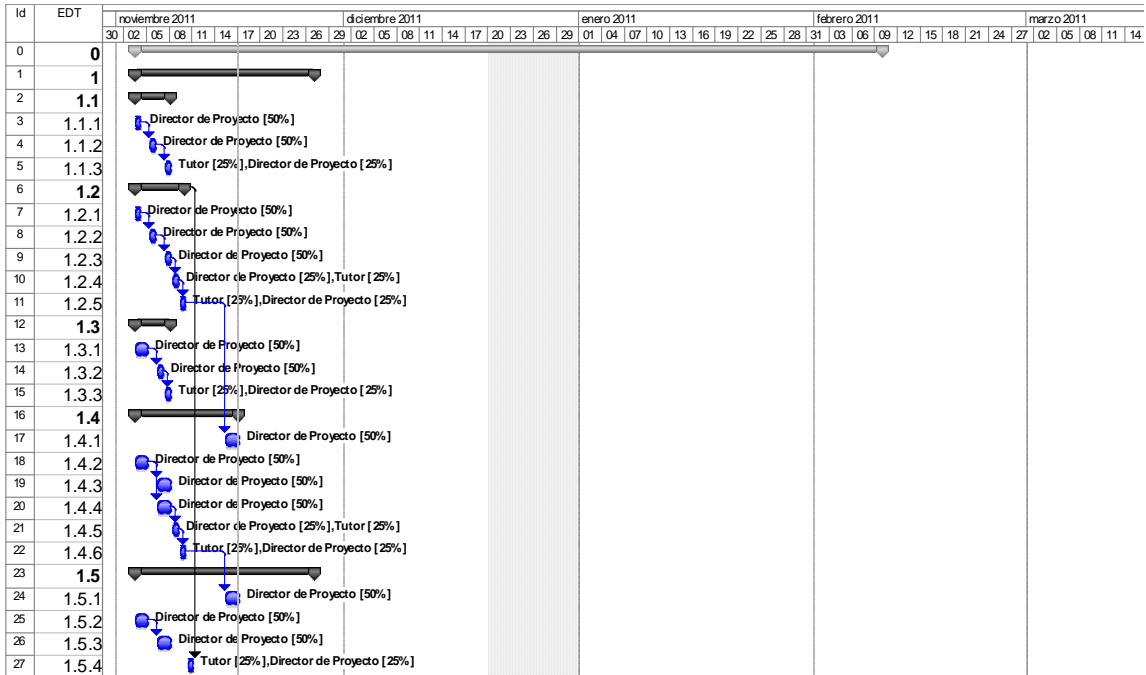 Id EDT noviembre 2011 diciembre 2011 enero 2011 febrero 2011 marzo 2011
30 02 05 08 11 14 17 20 23 26 29 02 05 08 11 14 17 20 23 26 29 01 04 07 10 13 16 19 22 25 28 31 03 06 09 12 15 18 21 24 27 02 05 08 11 14
0 0
1 1
2 1.1
3 1.1.1 Director de Proyecto [50%]
4 1.1.2 Director de Proyecto [50%]
5 1.1.3 Tutor [25%],Director de Proyecto [25%]
6 1.2
7 1.2.1 Director de Proyecto [50%]
8 1.2.2 Director de Proyecto [50%]
9 1.2.3 Director de Proyecto [50%]
10 1.2.4 Director de Proyecto [25%],Tutor [25%]
11 1.2.5 Tutor [25%],Director de Proyecto [25%]
12 1.3
13 1.3.1 Director de Proyecto [50%]
14 1.3.2 Director de Proyecto [50%]
15 1.3.3 Tutor [25%],Director de Proyecto [25%]
16 1.4
17 1.4.1 Director de Proyecto [50%]
18 1.4.2 Director de Proyecto [50%]
19 1.4.3 Director de Proyecto [50%]
20 1.4.4 Director de Proyecto [50%]
21 1.4.5 Director de Proyecto [25%],Tutor [25%]
22 1.4.6 Tutor [25%],Director de Proyecto [25%]
23 1.5
24 1.5.1 Director de Proyecto [50%]
25 1.5.2 Director de Proyecto [50%]
26 1.5.3 Director de Proyecto [50%]
27 1.5.4 Tutor [25%],Director de Proyecto [25%]